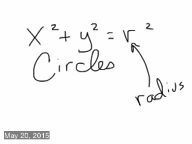 x² + y² = r²
Circles
radius
May 20, 2015